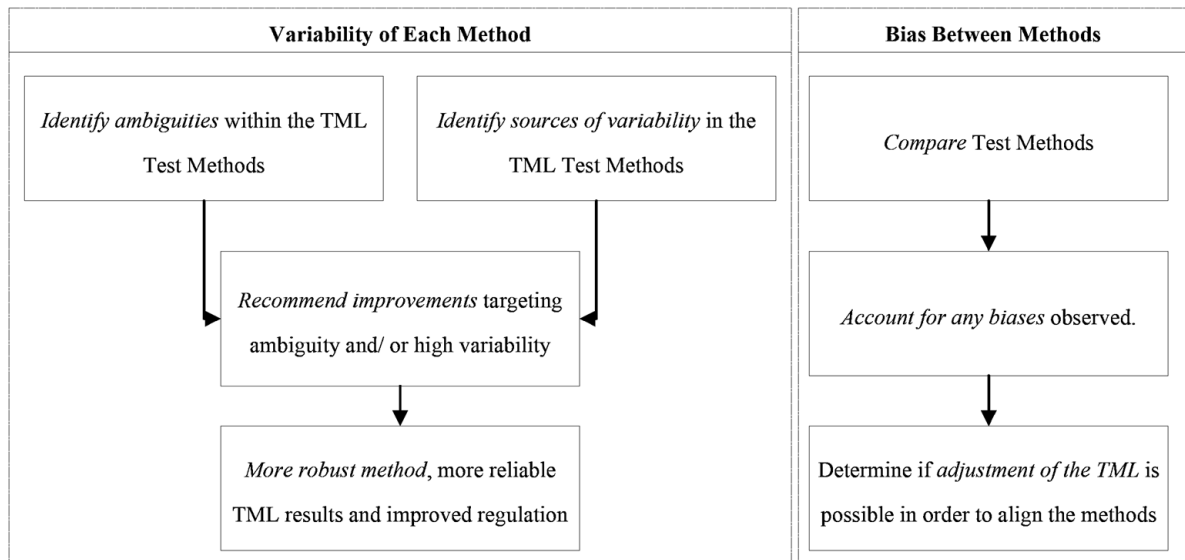 Variability of Each Method
Identify ambiguities within the TML
Test Methods
Identify sources of variability in the
TML Test Methods
Recommend improvements targeting
ambiguity and/ or high variability
More robust method, more reliable
TML results and improved regulation
Bias Between Methods
Compare Test Methods
Account for any biases observed.
Determine if adjustment of the TML is
possible in order to align the methods